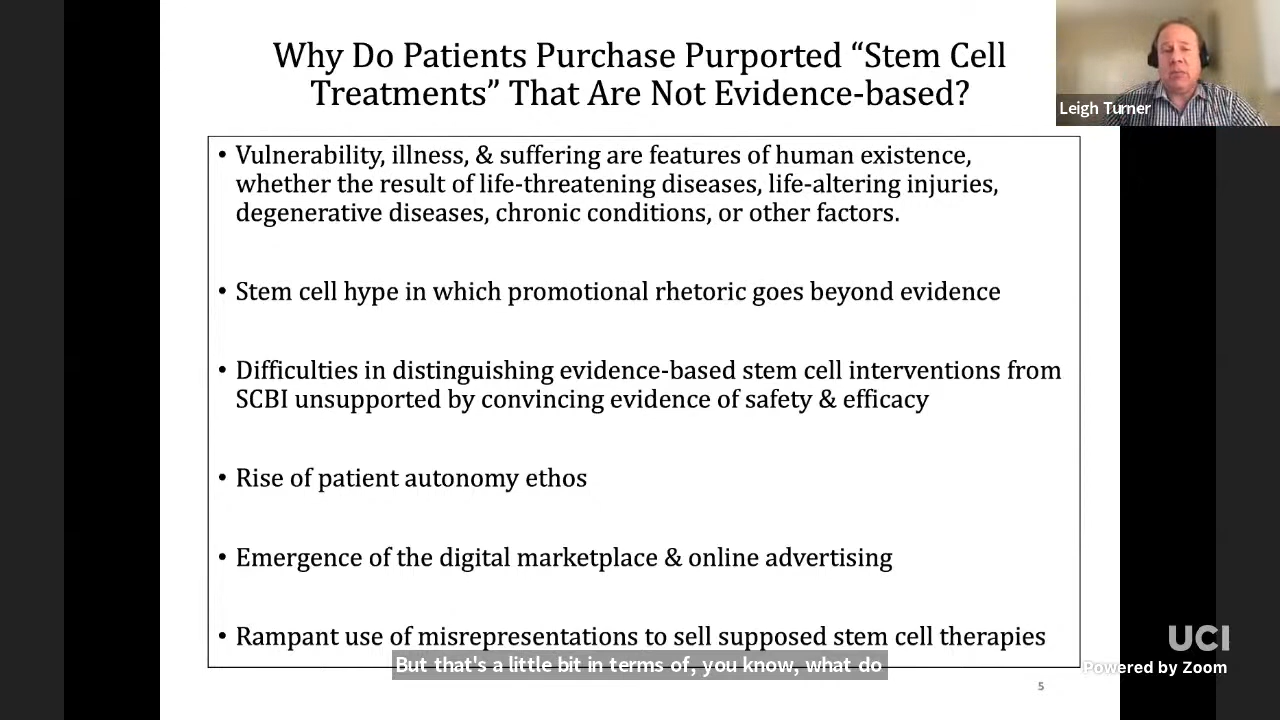 Why Do Patients Purchase Purported “Stem Cell
Treatments” That Are Not Evidence-based?
Leigh Turner
• Vulnerability, illness, & suffering are features of human existence,
whether the result of life-threatening diseases, life-altering injuries,
degenerative diseases, chronic conditions, or other factors.
• Stem cell hype in which promotional rhetoric goes beyond evidence
• Difficulties in distinguishing evidence-based stem cell interventions from
SCBI unsupported by convincing evidence of safety & efficacy
• Rise of patient autonomy ethos
• Emergence of the digital marketplace & online advertising
• Rampant use of misrepresentations to sell supposed stem cell therapies
UCI
But that's a little bit in terms of, you know, what do
Powered by Zoom
5